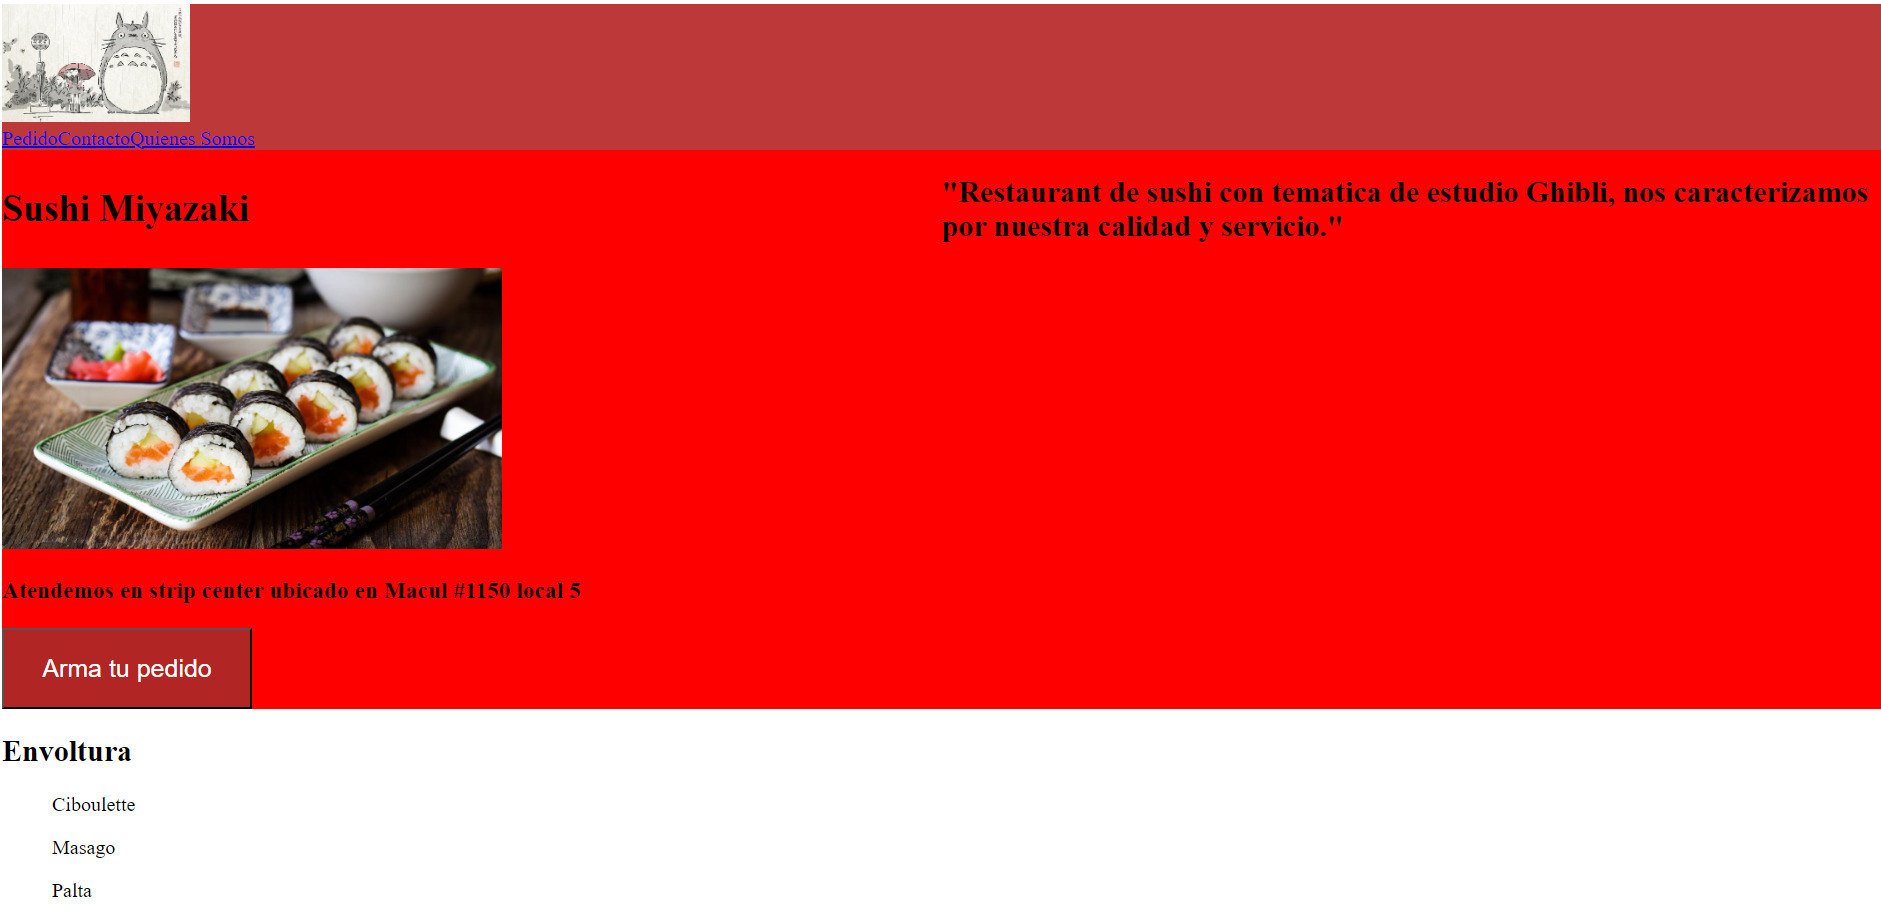 PedidoContactoQuienes Somos
Sushi Miyazaki
"Restaurant de sushi con tematica de estudio Ghibli, nos caracterizamos
por nuestra calidad y servicio."
Atendemos en strip center ubicado en Macul #1150 local 5
Arma tu pedido
Envoltura
Ciboulette
Masago
Palta